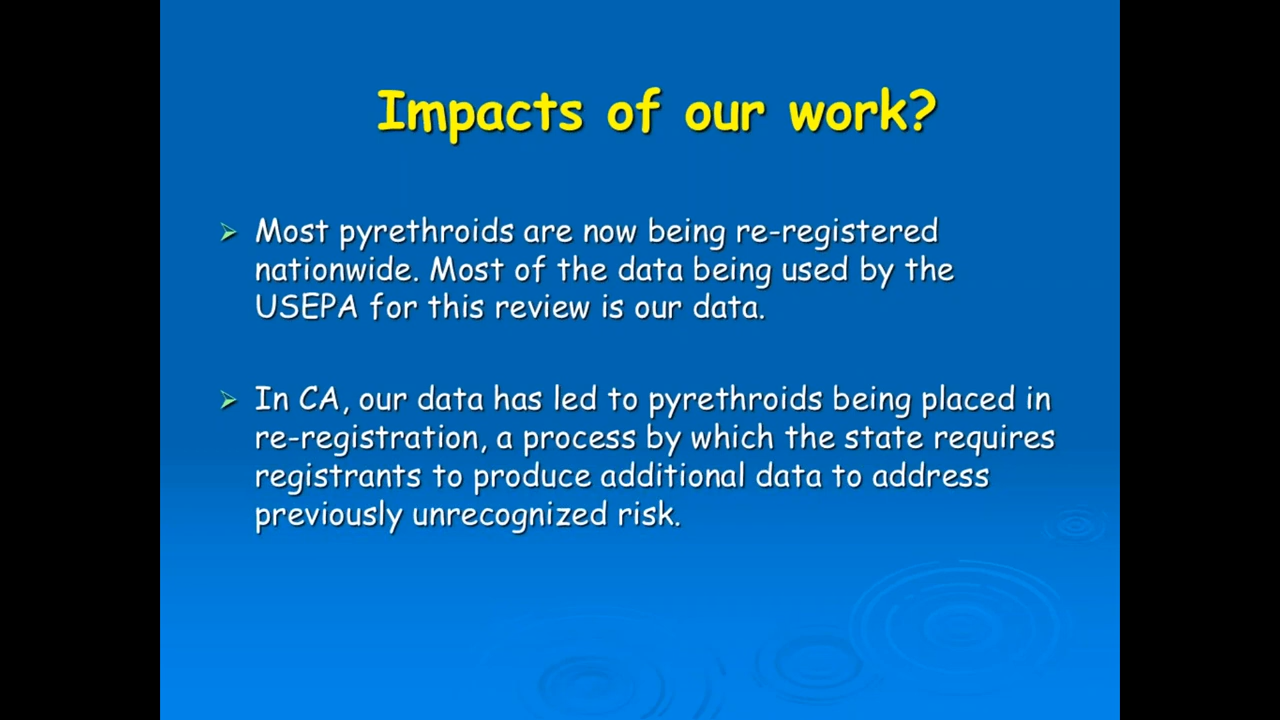 Impacts of our work?
Most pyrethroids are now being re-registered
nationwide. Most of the data being used by the
USEPA for this review is our data.
In CA, our data has led to pyrethroids being placed in
re-registration, a process by which the state requires
registrants to produce additional data to address
previously unrecognized risk.